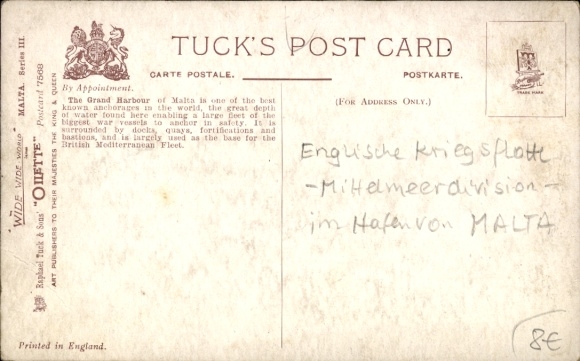 TUCK'S POST CARD
CARTE POSTALE.
POSTKARTE.
By Appointment.
(FOR ADDRESS ONLY.)
The Grand Harbour of Malta is one of the best
known anchorages in the world, the great depth
of water found here enabling a large fleet of the
biggest war vessels to anchor in safety. It is
surrounded by docks, quays, fortifications and
bastions, and is largely used as the base for the
British Mediterranean Fleet.
Englische Kriegsflotte
- Mittelmeerdivision -
im Hafen von MALTA
8€
"WIDE WIDE WORLD" MALTA. Series III.
Raphael Tuck & Sons' "OILETTE" Postcard 7569
ART PUBLISHERS TO THEIR MAJESTIES THE KING & QUEEN
TRADE MARK
Printed in England.